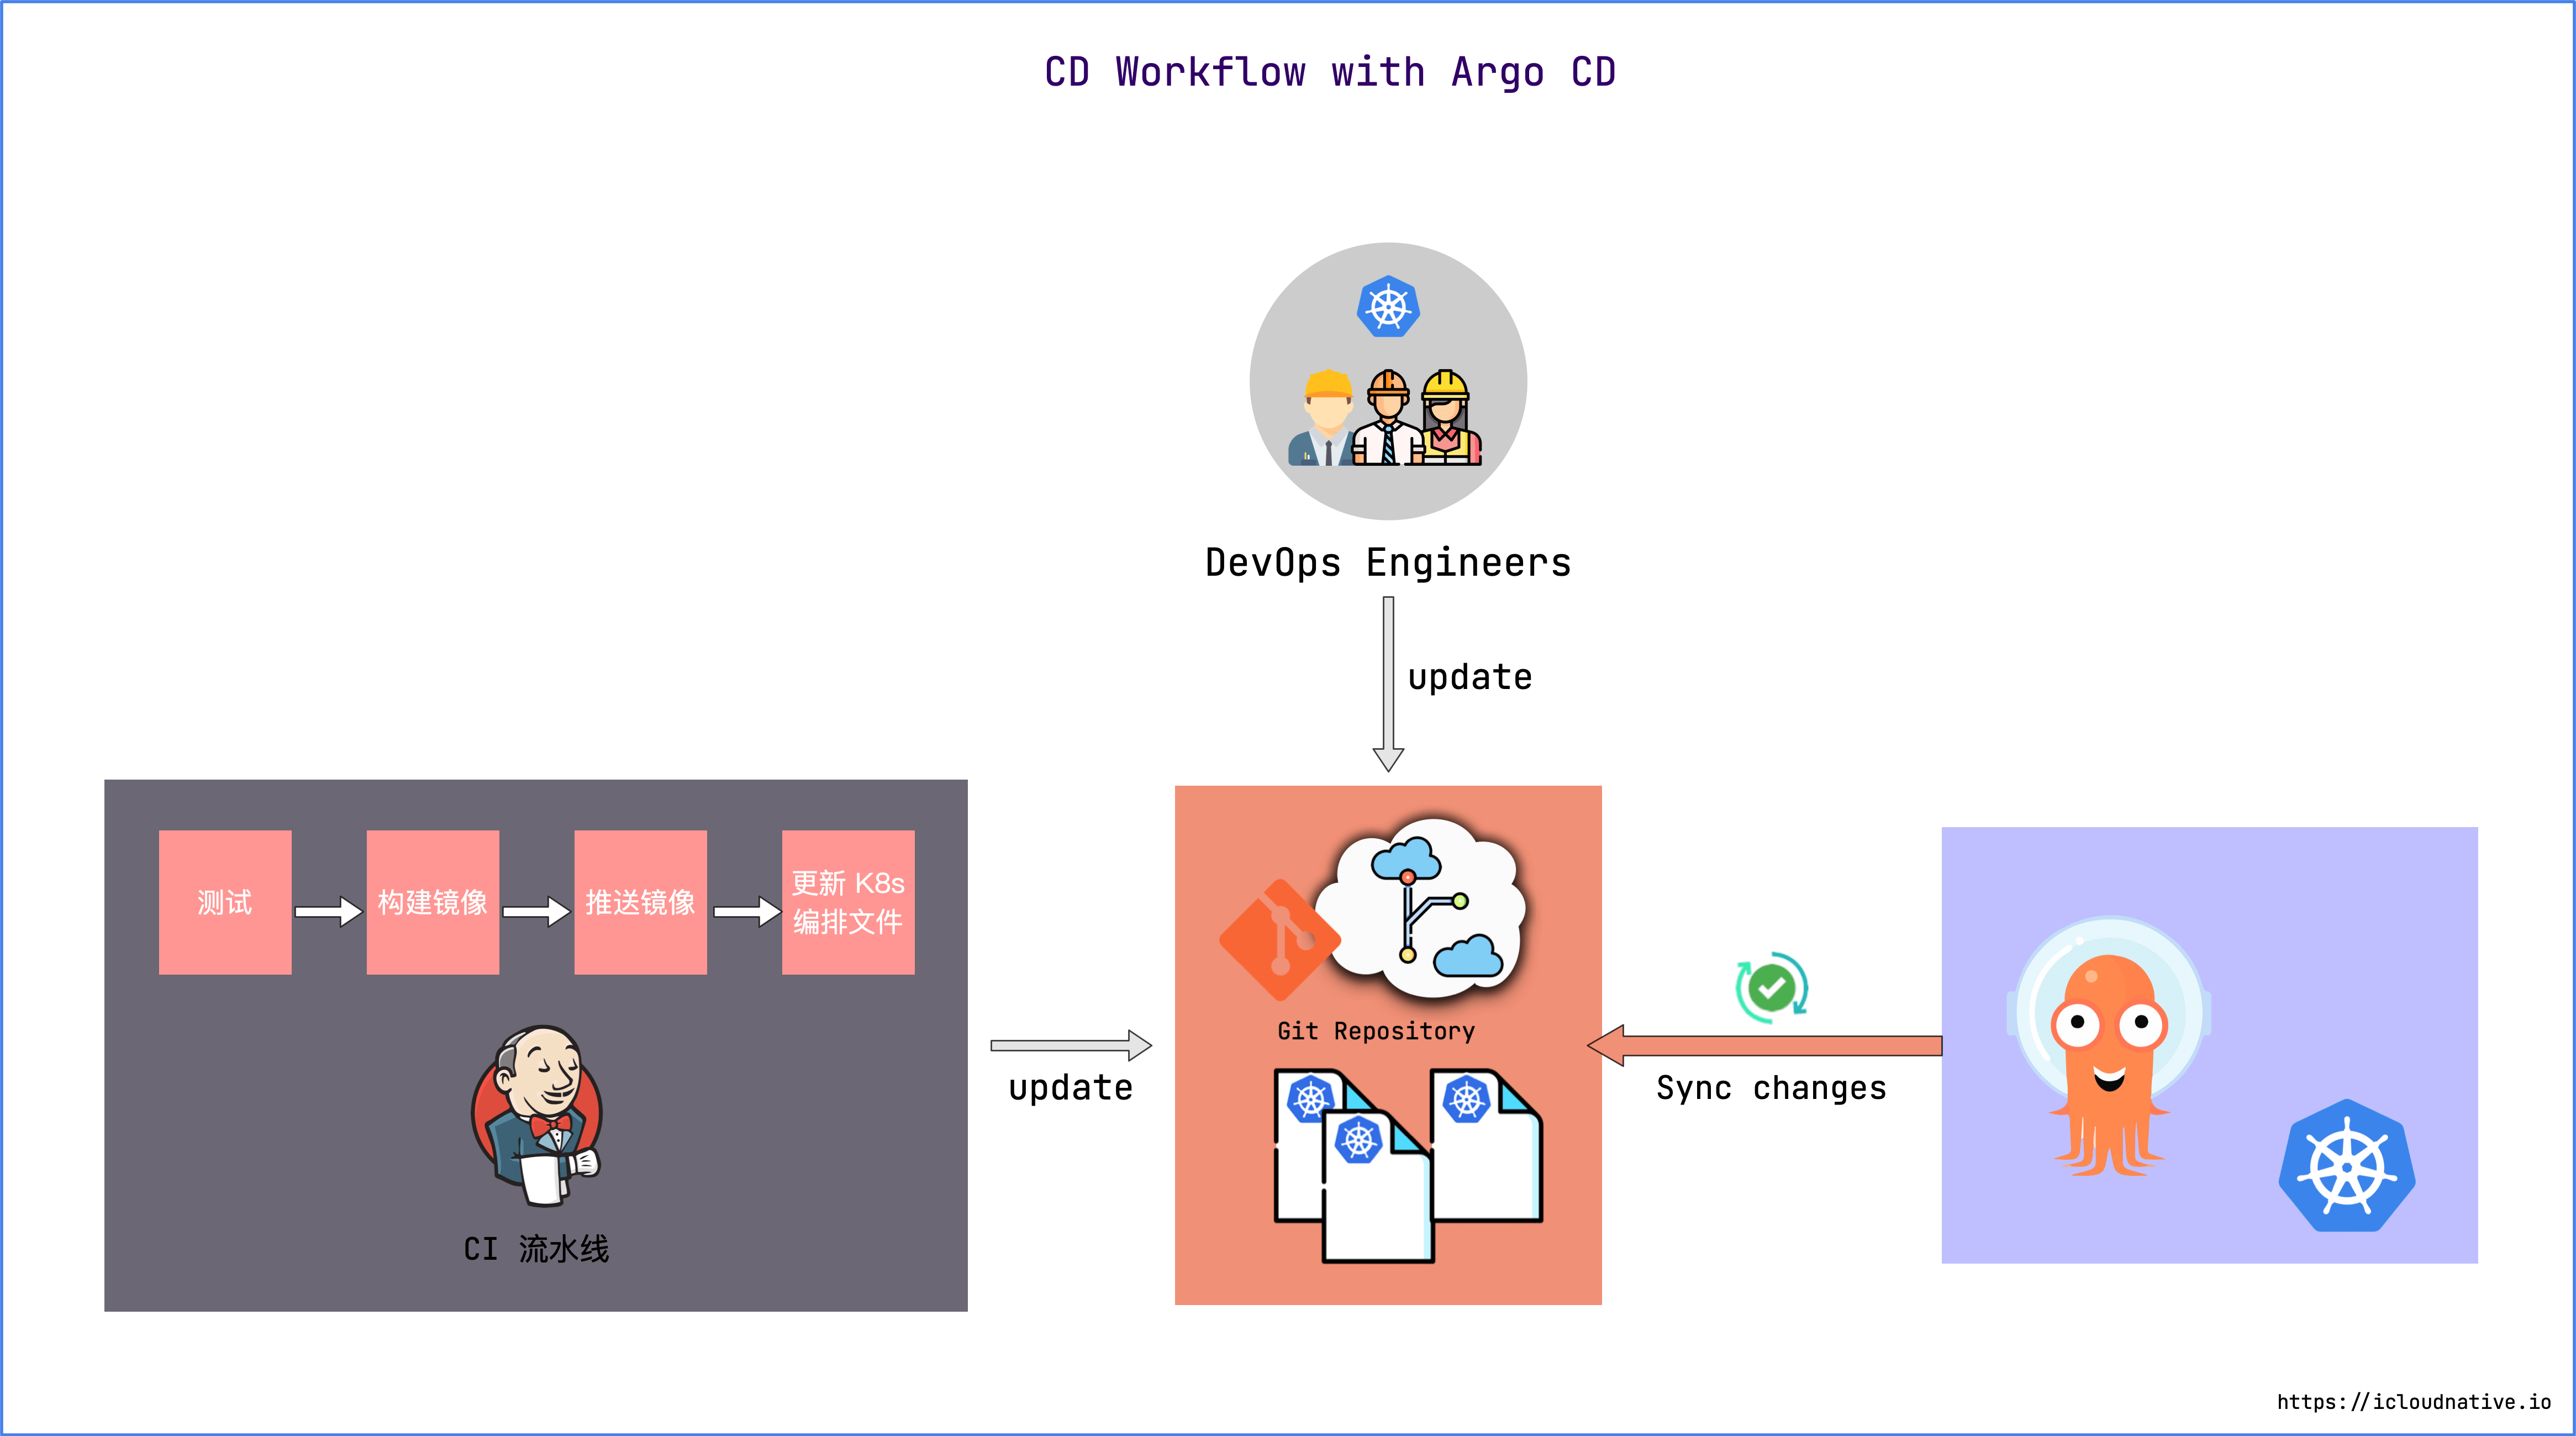 CD Workflow with Argo CD
DevOps Engineers
update
测试
构建镜像
推送镜像
更新 K8s
编排文件
CI 流水线
update
Git Repository
Sync changes
https://icloudnative.io